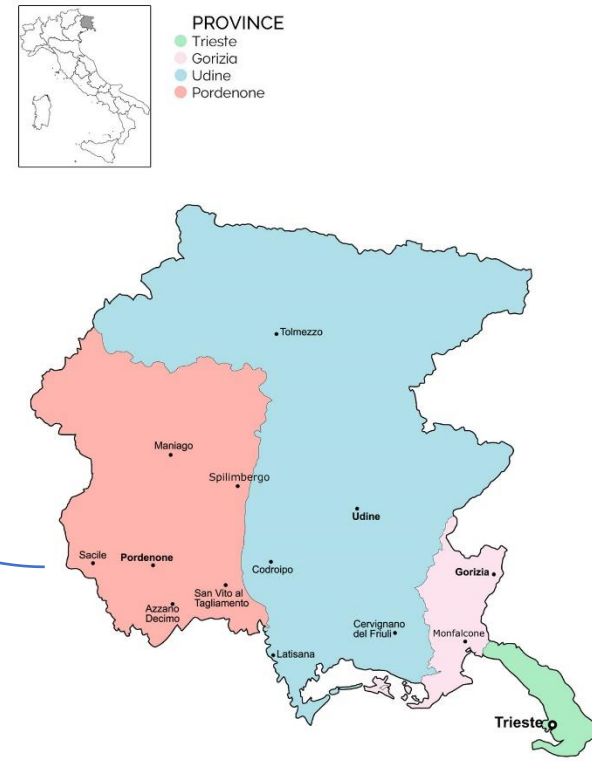 PROVINCE
Trieste
Gorizia
Udine
Pordenone
Tolmezzo
Maniago
Spilimbergo
Udine
Sacile
Pordenone
Codroipo
Gorizia
San Vito al
Tagliamento
Azzano
Decimo
Cervignano
del Friuli
Monfalcone
Latisana
Trieste